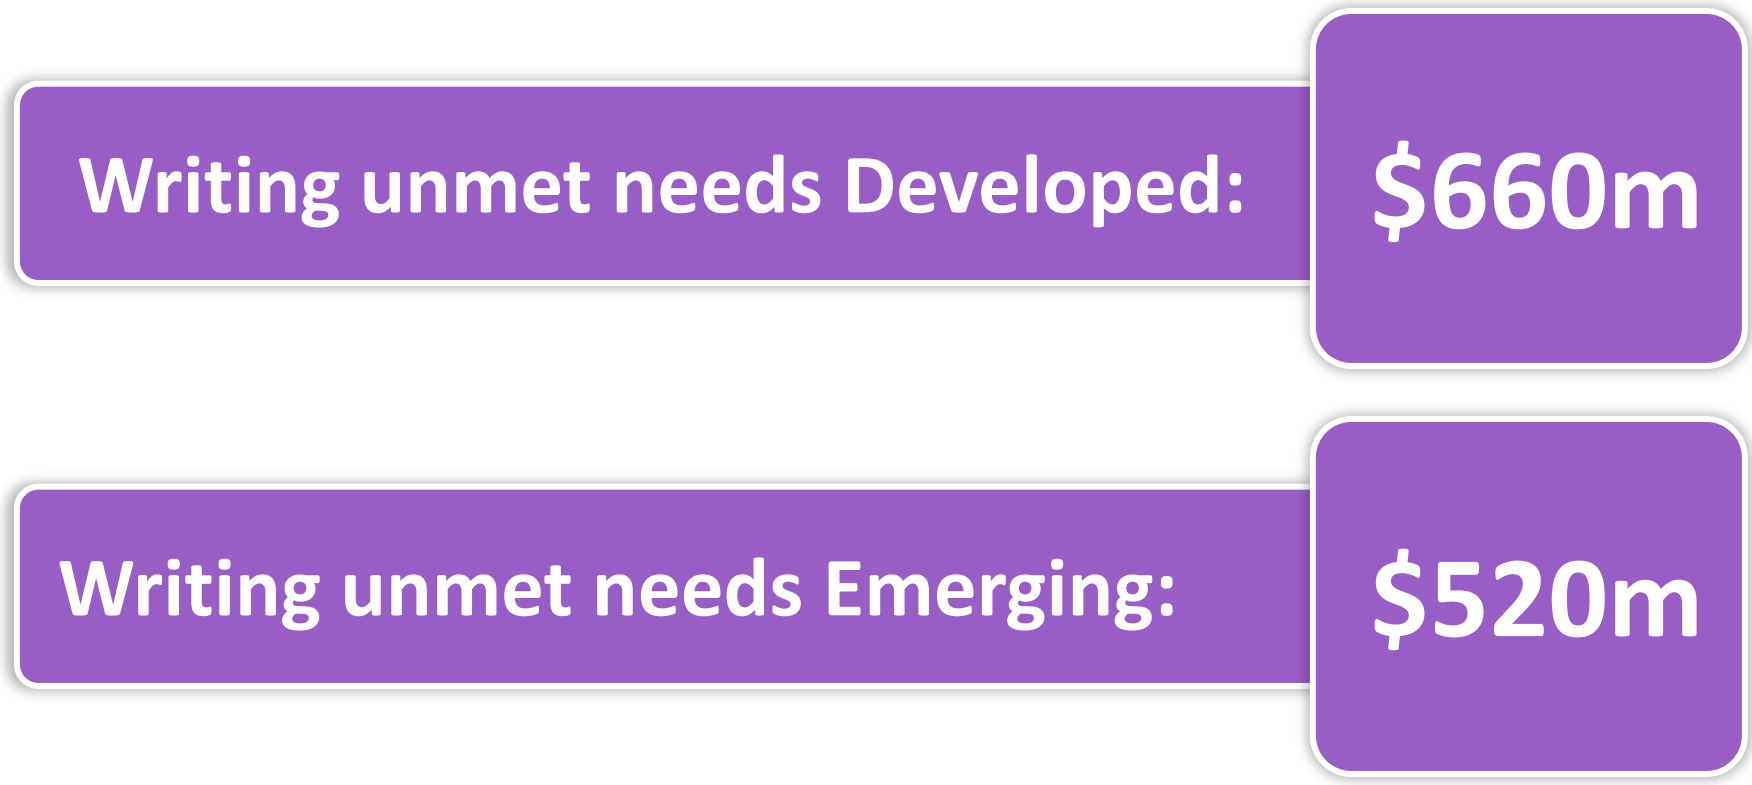 Writing unmet needs Developed:
$660m
Writing unmet needs Emerging:
$520m